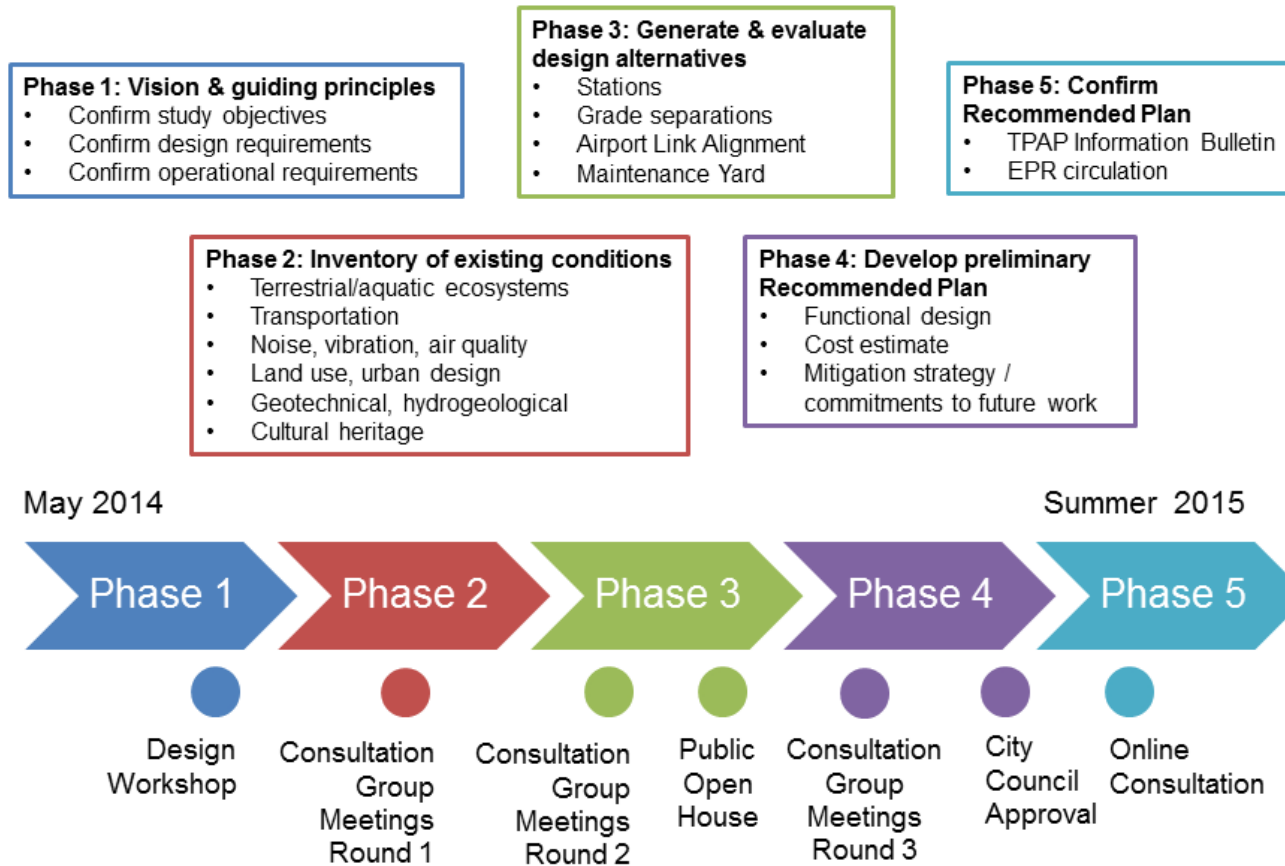 Phase 1: Vision & guiding principles
• Confirm study objectives
• Confirm design requirements
• Confirm operational requirements
Phase 2: Inventory of existing conditions
• Terrestrial/aquatic ecosystems
• Transportation
• Noise, vibration, air quality
• Land use, urban design
• Geotechnical, hydrogeological
• Cultural heritage
Phase 3: Generate & evaluate
design alternatives
• Stations
• Grade separations
• Airport Link Alignment
• Maintenance Yard
Phase 4: Develop preliminary
Recommended Plan
• Functional design
• Cost estimate
• Mitigation strategy /
commitments to future work
Phase 5: Confirm
Recommended Plan
• TPAP Information Bulletin
• EPR circulation
May 2014
Summer 2015
Phase 1
Phase 2
Phase 3
Phase 4
Phase 5
Design
Workshop
Consultation
Group
Meetings
Round 1
Consultation
Group
Meetings
Round 2
Public
Open
House
Consultation
Group
Meetings
Round 3
City
Council
Approval
Online
Consultation